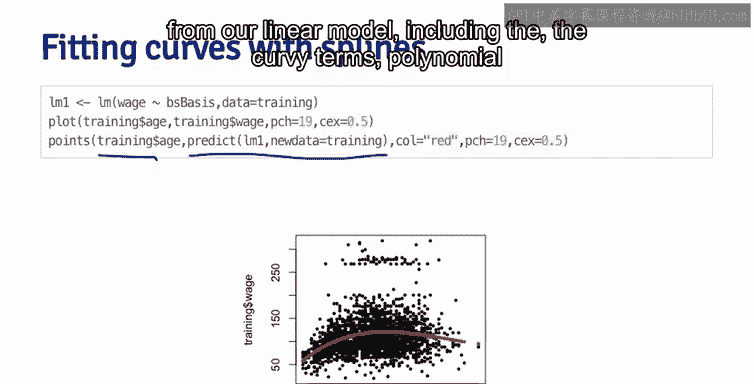 from our linear model, including the, the
Fitting curves with splines
curvy terms, polynomial
lm1 <- lm(wage ~ bsBasis,data=training)
plot(training$age,training$wage,pch=19,cex=0.5)
points(training$age,predict(lm1,newdata=training),col="red",pch=19,cex=0.5)
training$wage
250
150
50